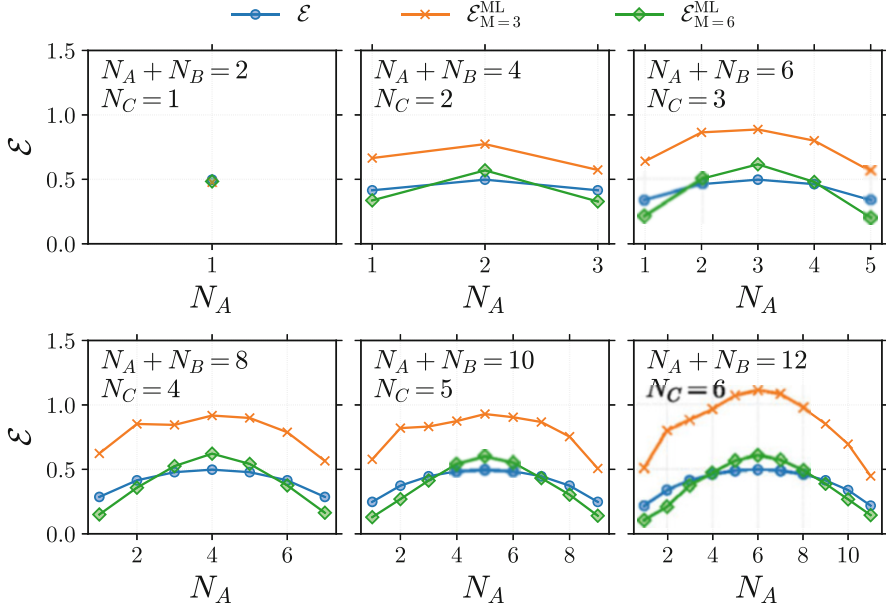 ℰ ℰ^ML_M=3 ℰ^ML_M=6
1.5
1.0
0.5
0.0
ℰ
N_A + N_B = 2
N_C = 1
1
N_A
N_A + N_B = 4
N_C = 2
1 2 3
N_A
N_A + N_B = 6
N_C = 3
1 2 3 4 5
N_A
1.5
1.0
0.5
0.0
ℰ
N_A + N_B = 8
N_C = 4
2 4 6
N_A
N_A + N_B = 10
N_C = 5
2 4 6 8
N_A
N_A + N_B = 12
N_C = 6
2 4 6 8 10
N_A